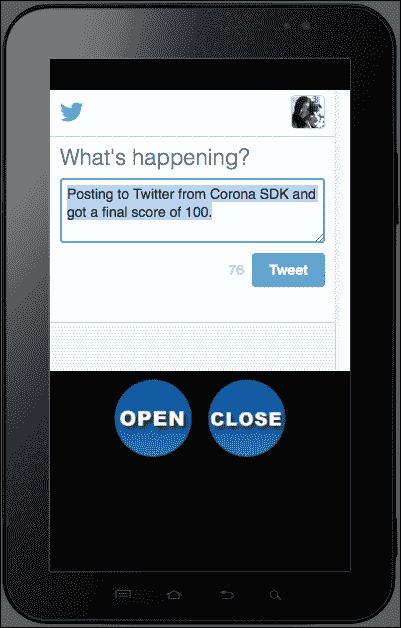 What's happening?
Posting to Twitter from Corona SDK and
got a final score of 100.
76 Tweet
OPEN CLOSE